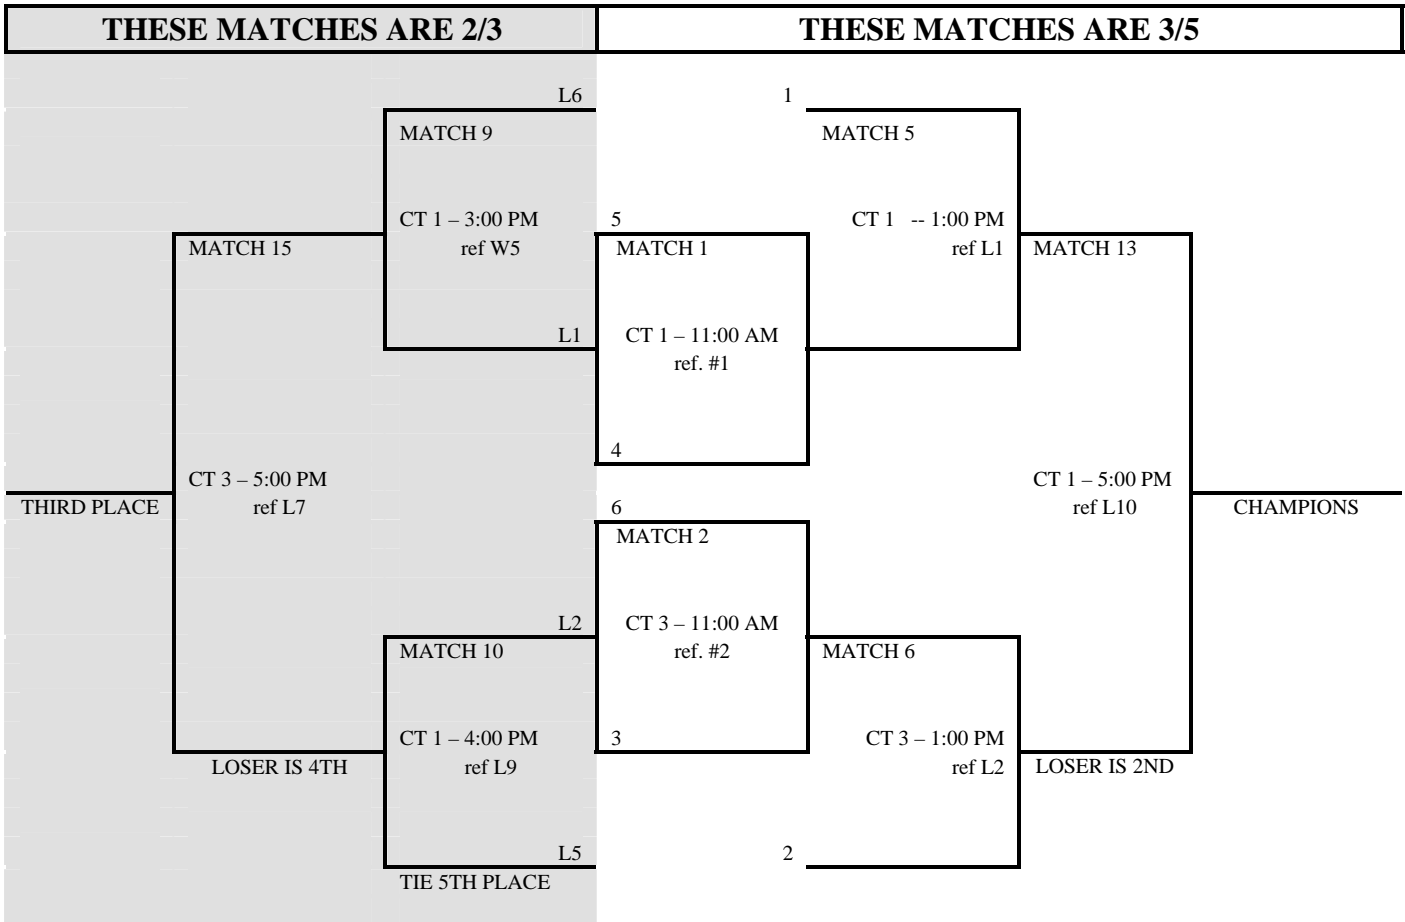 THESE MATCHES ARE 2/3
THESE MATCHES ARE 3/5
L6
1
MATCH 9
MATCH 5
CT 1 – 3:00 PM
5
CT 1 -- 1:00 PM
MATCH 15
ref W5
MATCH 1
ref L1
MATCH 13
L1
CT 1 – 11:00 AM
ref. #1
4
CT 3 – 5:00 PM
CT 1 – 5:00 PM
THIRD PLACE
ref L7
6
ref L10
CHAMPIONS
MATCH 2
L2
CT 3 – 11:00 AM
MATCH 10
ref. #2
MATCH 6
CT 1 – 4:00 PM
3
CT 3 – 1:00 PM
LOSER IS 4TH
ref L9
ref L2
LOSER IS 2ND
L5
2
TIE 5TH PLACE